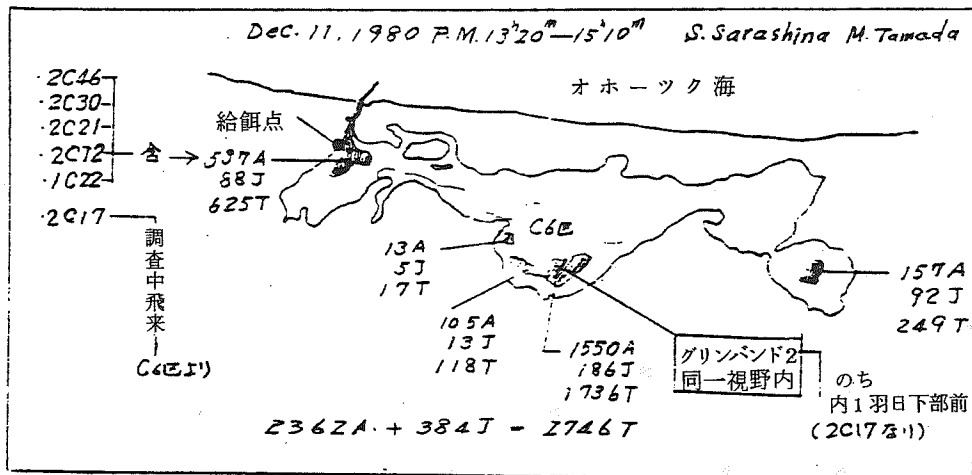 Dec. 11. 1980 P.M. 13h20m—15h10m S. Sarashina M. Tamada
オホーツク海
・2C46
・2C30
・2C21
・2C72 含 →
・1C22
・2C17
調査中飛来
C6区より
給餌点
537A
88J
625T
C6区
13A
5J
17T
105A
13J
118T
1550A
186J
1736T
グリンバンド2
同一視野内
のち
内1羽日下部前
(2C17なり)
157A
92J
249T
2362A. + 384J = 2746T